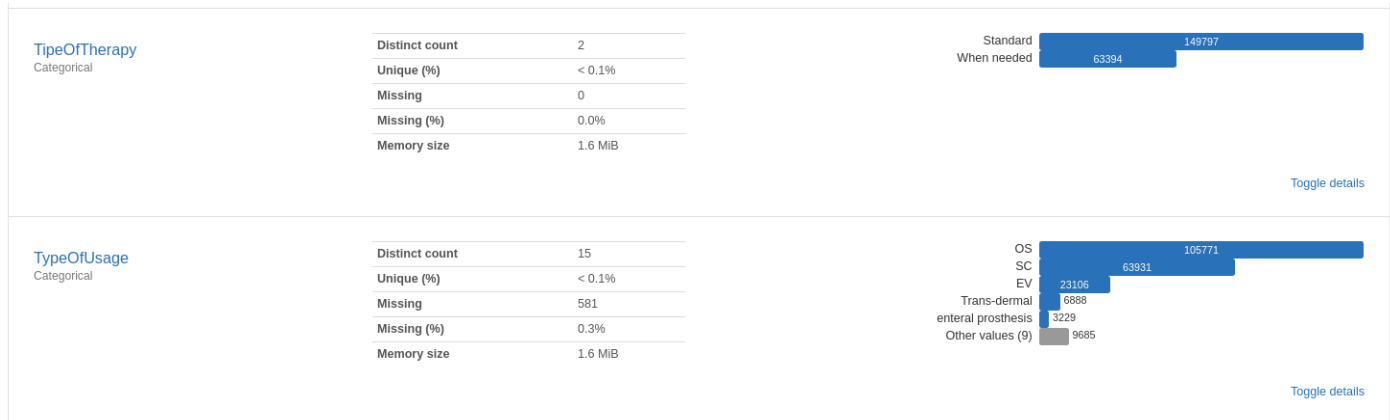 TipeOfTherapy
Categorical
Distinct count 2
Unique (%) < 0.1%
Missing 0
Missing (%) 0.0%
Memory size 1.6 MiB
Standard 149797
When needed 63394
Toggle details
TypeOfUsage
Categorical
Distinct count 15
Unique (%) < 0.1%
Missing 581
Missing (%) 0.3%
Memory size 1.6 MiB
OS 105771
SC 63931
EV 23106
Trans-dermal 6888
enteral prosthesis 3229
Other values (9) 9685
Toggle details